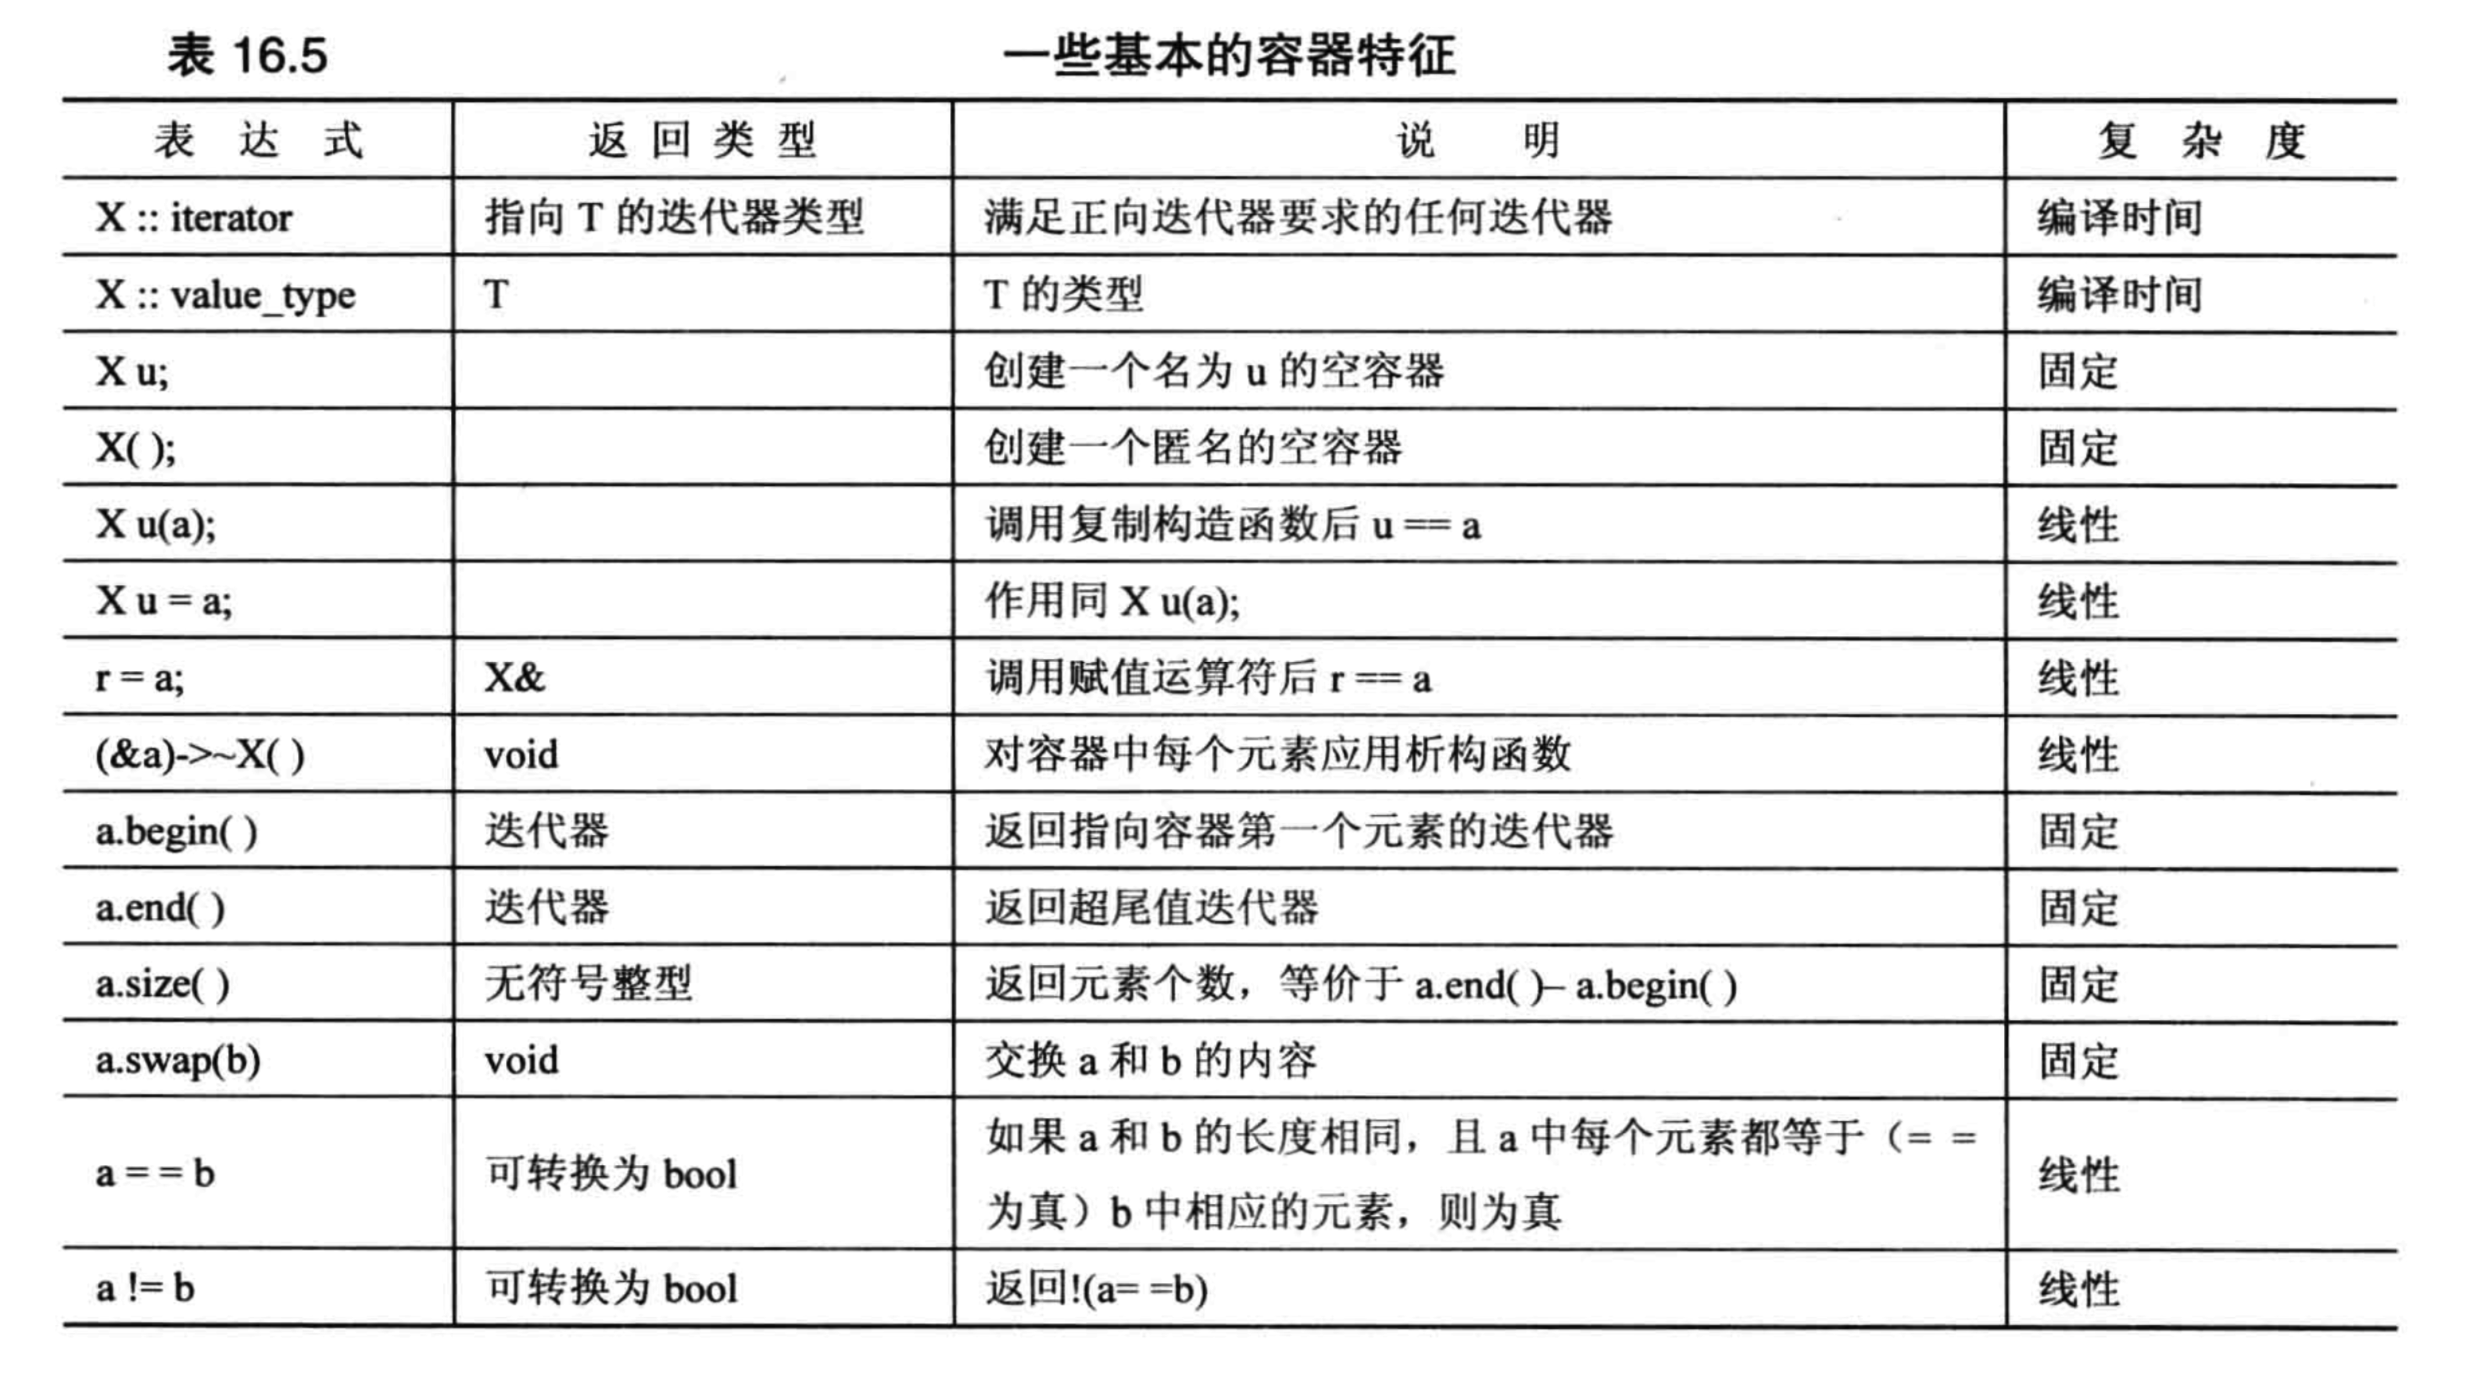 表 16.5 一些基本的容器特征
表 达 式 返 回 类 型 说 明 复 杂 度
X :: iterator 指向 T 的迭代器类型 满足正向迭代器要求的任何迭代器 编译时间
X :: value_type T T 的类型 编译时间
X u; 创建一个名为 u 的空容器 固定
X( ); 创建一个匿名的空容器 固定
X u(a); 调用复制构造函数后 u == a 线性
X u = a; 作用同 X u(a); 线性
r = a; X& 调用赋值运算符后 r == a 线性
(&a)->~X( ) void 对容器中每个元素应用析构函数 线性
a.begin( ) 迭代器 返回指向容器第一个元素的迭代器 固定
a.end( ) 迭代器 返回超尾值迭代器 固定
a.size( ) 无符号整型 返回元素个数，等价于 a.end( )– a.begin( ) 固定
a.swap(b) void 交换 a 和 b 的内容 固定
a = = b 可转换为 bool 如果 a 和 b 的长度相同，且 a 中每个元素都等于（= =
为真）b 中相应的元素，则为真 线性
a != b 可转换为 bool 返回!(a= =b) 线性